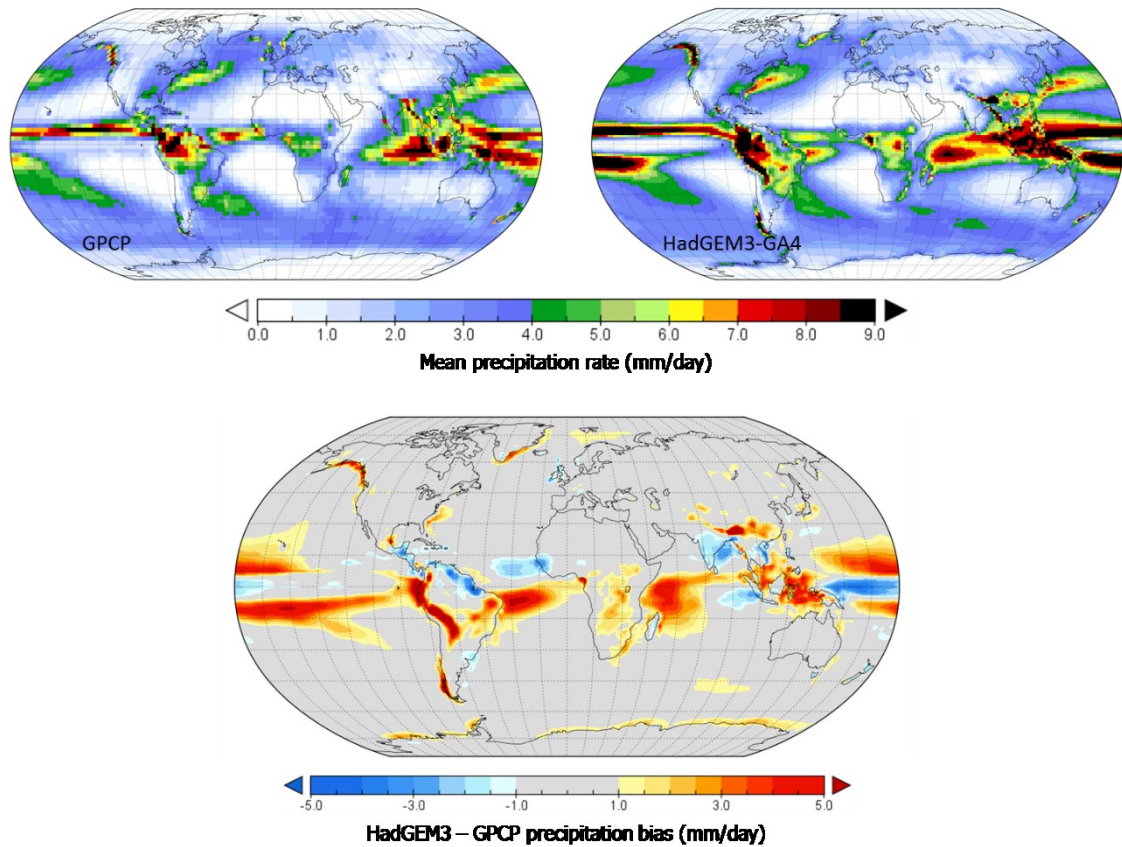 GPCP
HadGEM3-GA4
0.0 1.0 2.0 3.0 4.0 5.0 6.0 7.0 8.0 9.0
Mean precipitation rate (mm/day)
-5.0 -3.0 -1.0 1.0 3.0 5.0
HadGEM3 – GPCP precipitation bias (mm/day)